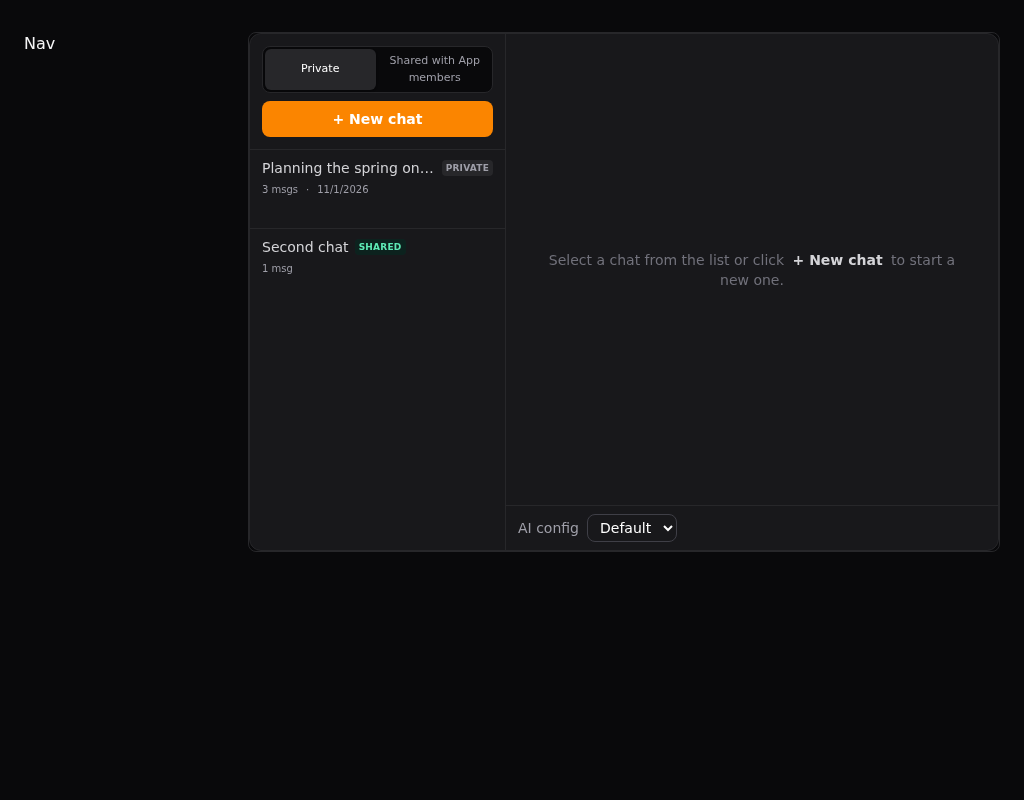 Nav
Private
Shared with App
members
+ New chat
Planning the spring on… PRIVATE
3 msgs · 11/1/2026
Second chat SHARED
1 msg
Select a chat from the list or click + New chat to start a
new one.
AI config Default